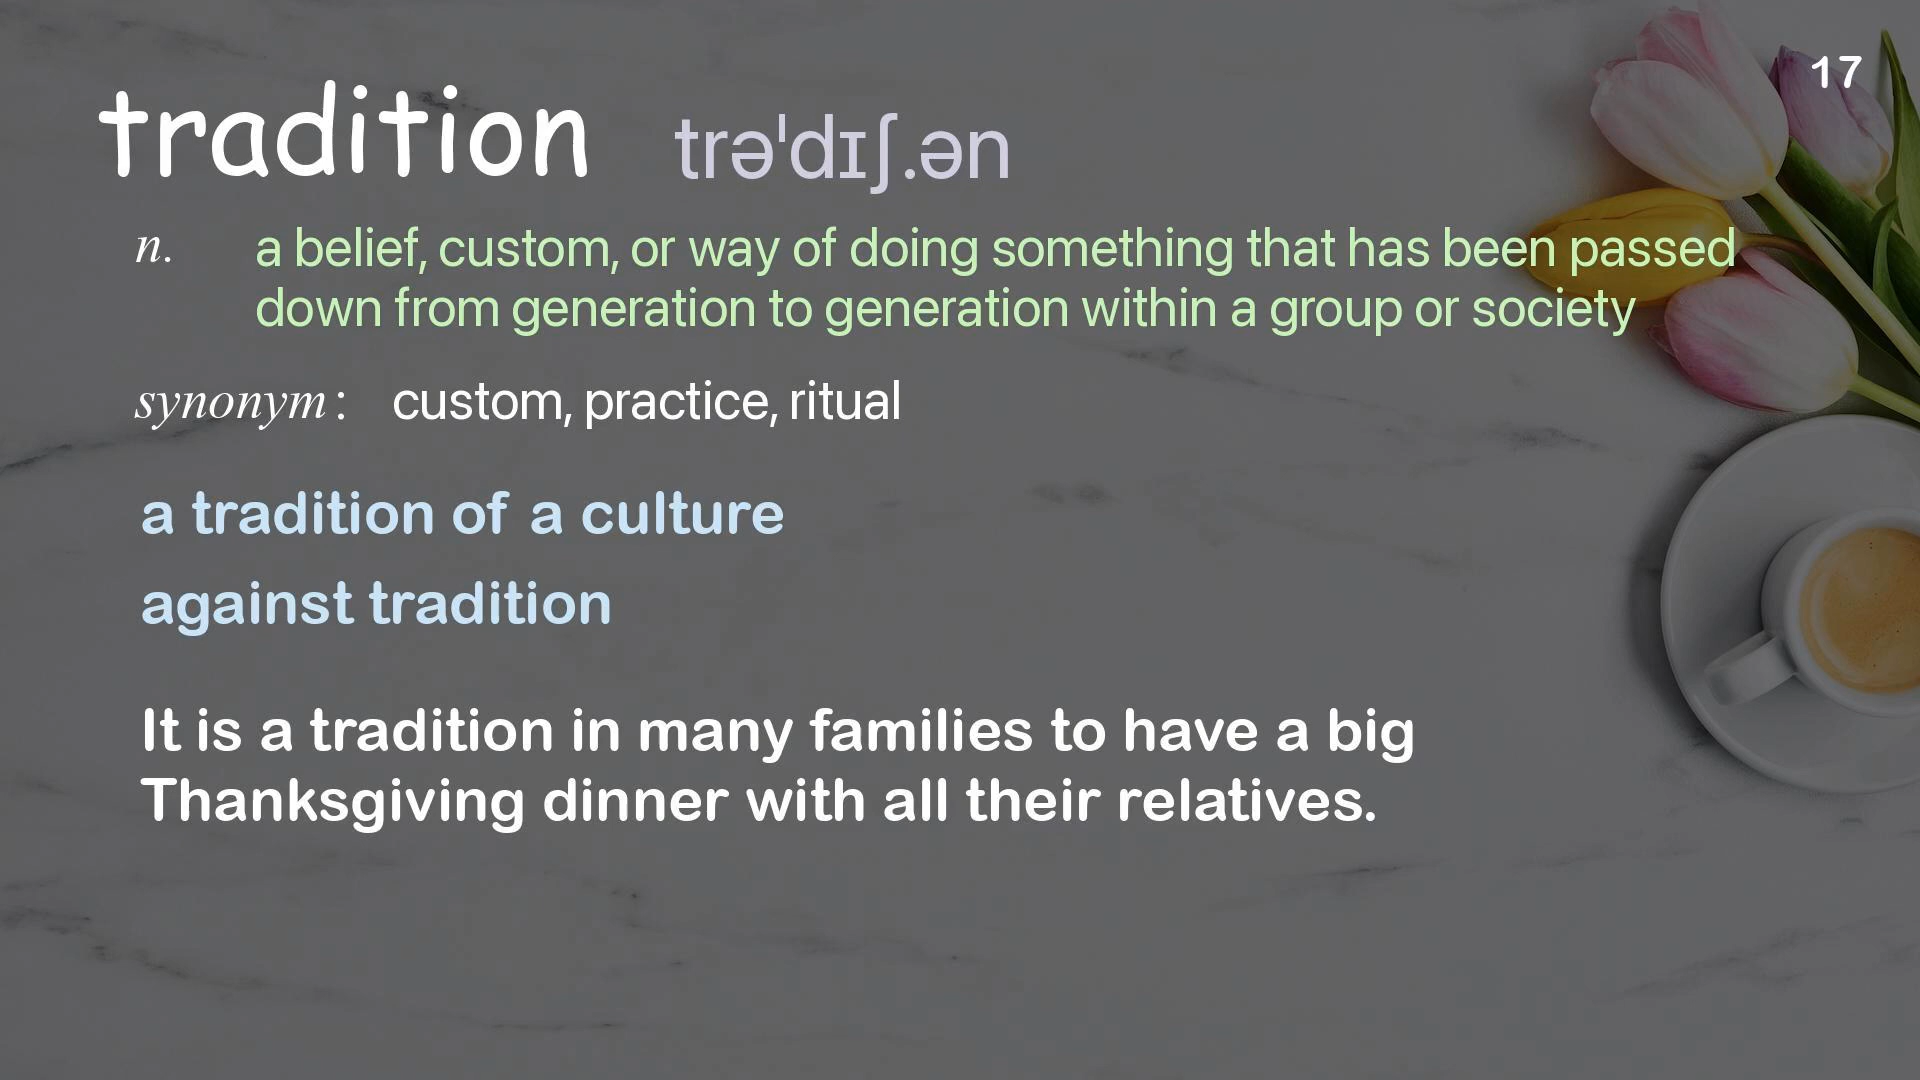 17
tradition trəˈdɪʃ.ən
n. a belief, custom, or way of doing something that has been passed
down from generation to generation within a group or society
synonym: custom, practice, ritual
a tradition of a culture
against tradition
It is a tradition in many families to have a big
Thanksgiving dinner with all their relatives.